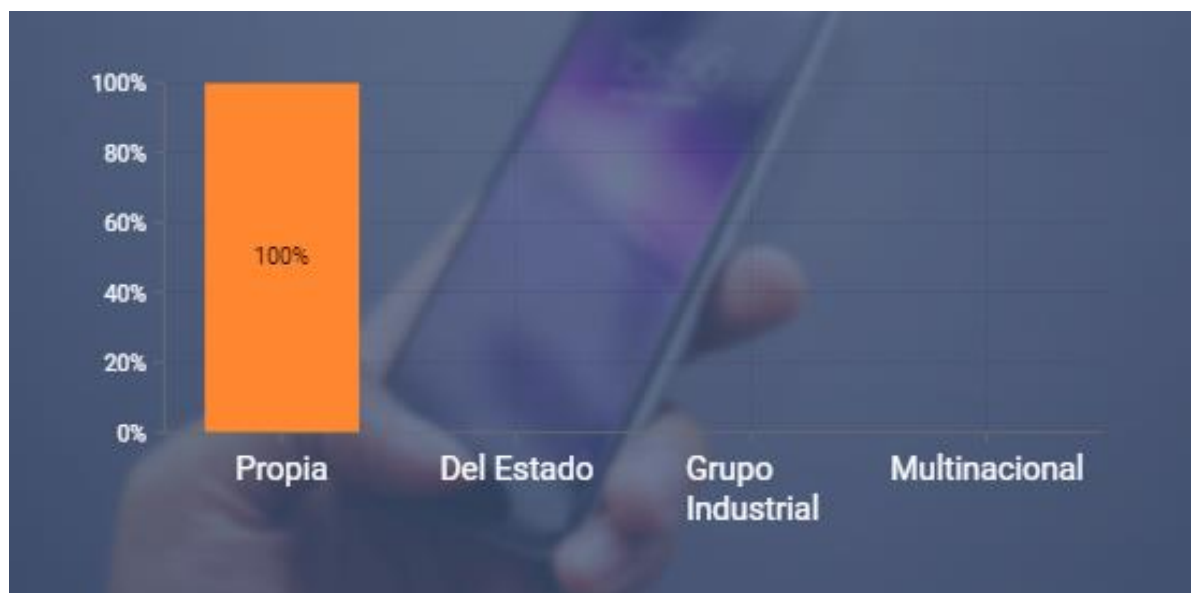 100%
80%
60%
100%
40%
20%
0%
Propia
Del Estado
Grupo
Industrial
Multinacional